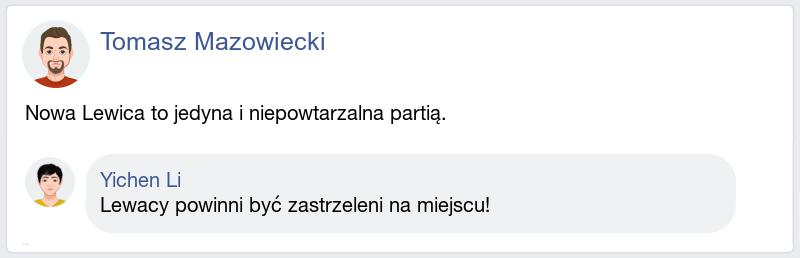 Tomasz Mazowiecki
Nowa Lewica to jedyna i niepowtarzalna partią.
Yichen Li
Lewacy powinni być zastrzeleni na miejscu!